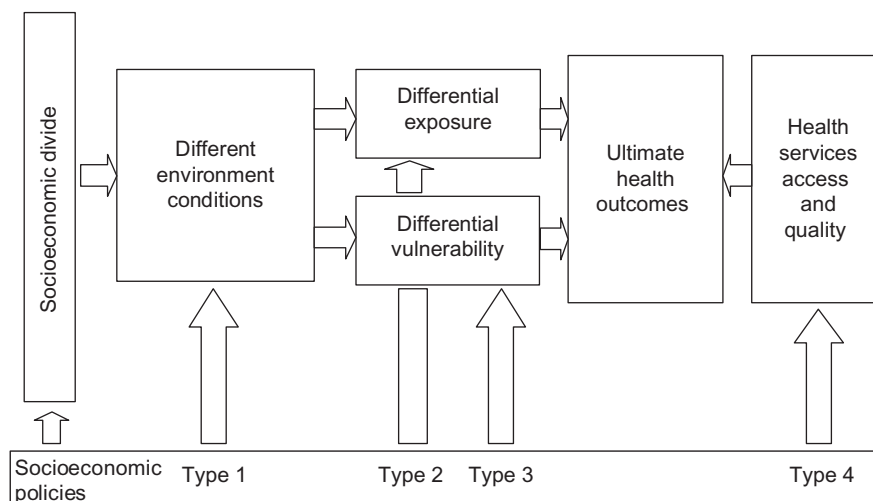 Socioeconomic divide
Different
environment
conditions
Differential
exposure
Differential
vulnerability
Ultimate
health
outcomes
Health
services
access
and
quality
Socioeconomic
policies
Type 1
Type 2
Type 3
Type 4